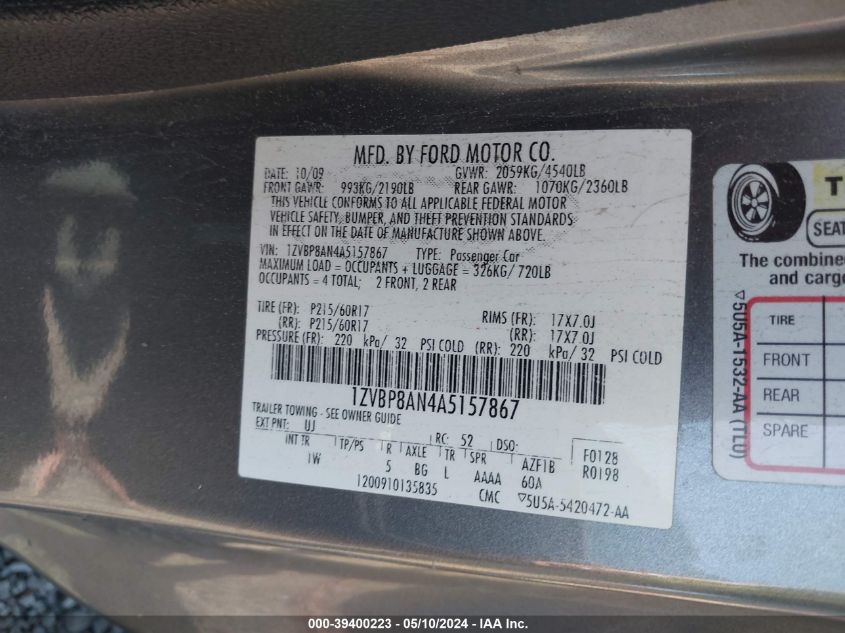 MFD. BY FORD MOTOR CO.
DATE: 10/09 GVWR: 2059KG/4540LB
FRONT GAWR: 993KG/2190LB REAR GAWR: 1070KG/2360LB
THIS VEHICLE CONFORMS TO ALL APPLICABLE FEDERAL MOTOR
VEHICLE SAFETY, BUMPER, AND THEFT PREVENTION STANDARDS
IN EFFECT ON THE DATE OF MANUFACTURE SHOWN ABOVE.
VIN: 1ZVBP8AN4A5157867 TYPE: Passenger Car
MAXIMUM LOAD = OCCUPANTS + LUGGAGE = 326KG/ 720LB
OCCUPANTS = 4 TOTAL; 2 FRONT, 2 REAR
TIRE (FR): P215/60R17 RIMS (FR): 17X7.0J
(RR): P215/60R17 (RR): 17X7.0J
PRESSURE (FR): 220 kPa/ 32 PSI COLD (RR): 220 kPa/ 32 PSI COLD
1ZVBP8AN4A5157867
TRAILER TOWING - SEE OWNER GUIDE
EXT PNT: UJ RC: 52 DSO: F0128
INT TR TP/PS R AXLE TR SPR AZF1B R0198
1W 5 BG L AAAA 60A
1200910135835 CMC ▽5U5A-5420472-AA
T
SEAT
The combine
and cargo
TIRE
FRONT
REAR
SPARE
▽5U5A-1532-AA (TL0)
000-39400223 - 05/10/2024 - IAA Inc.